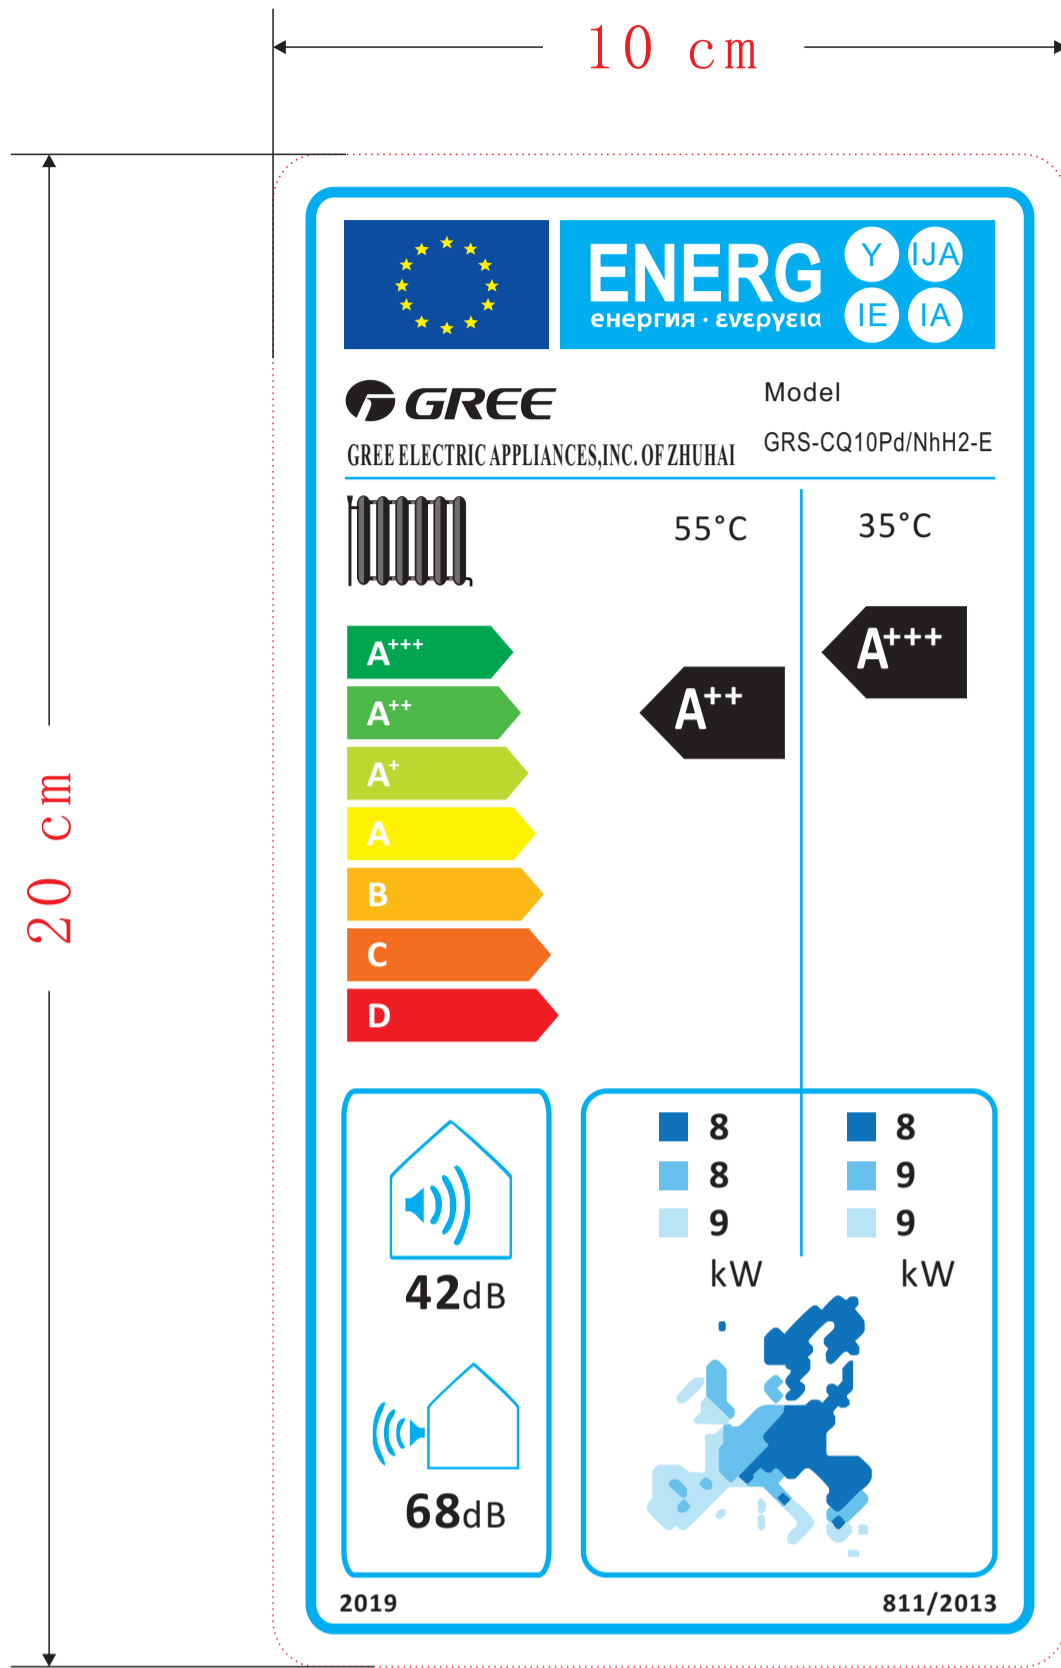 10 cm
20 cm
ENERG
енергия · ενεργεια
Y
IJA
IE
IA
GREE
GREE ELECTRIC APPLIANCES,INC. OF ZHUHAI
Model
GRS-CQ10Pd/NhH2-E
55°C
35°C
A+++
A++
A+
A
B
C
D
A++
A+++
42dB
68dB
8 8
8 9
9 9
kW kW
2019
811/2013